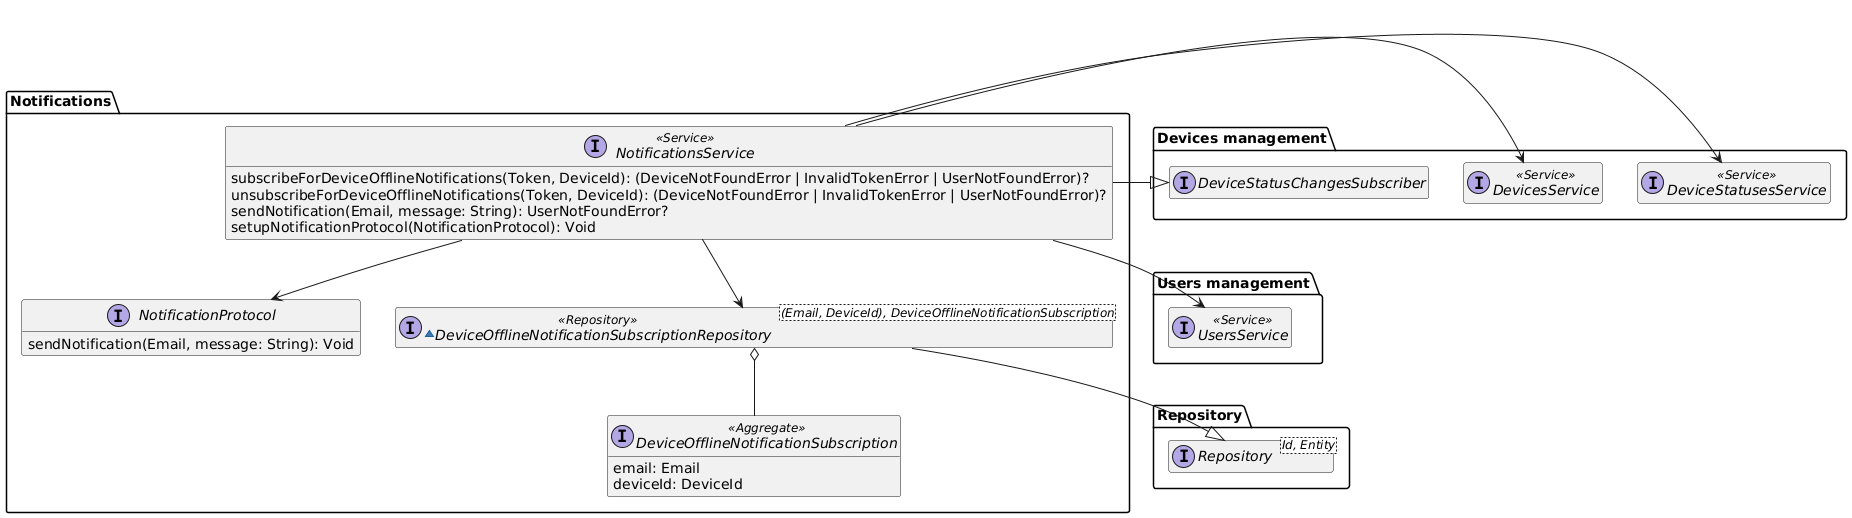 Notifications
«Service»
NotificationsService
subscribeForDeviceOfflineNotifications(Token, DeviceId): (DeviceNotFoundError | InvalidTokenError | UserNotFoundError)?
unsubscribeForDeviceOfflineNotifications(Token, DeviceId): (DeviceNotFoundError | InvalidTokenError | UserNotFoundError)?
sendNotification(Email, message: String): UserNotFoundError?
setupNotificationProtocol(NotificationProtocol): Void
Devices management
DeviceStatusChangesSubscriber
«Service»
DevicesService
«Service»
DeviceStatusesService
NotificationProtocol
sendNotification(Email, message: String): Void
«Repository»
DeviceOfflineNotificationSubscriptionRepository
(Email, DeviceId), DeviceOfflineNotificationSubscription
Users management
«Service»
UsersService
«Aggregate»
DeviceOfflineNotificationSubscription
email: Email
deviceId: DeviceId
Repository
Repository
Id, Entity